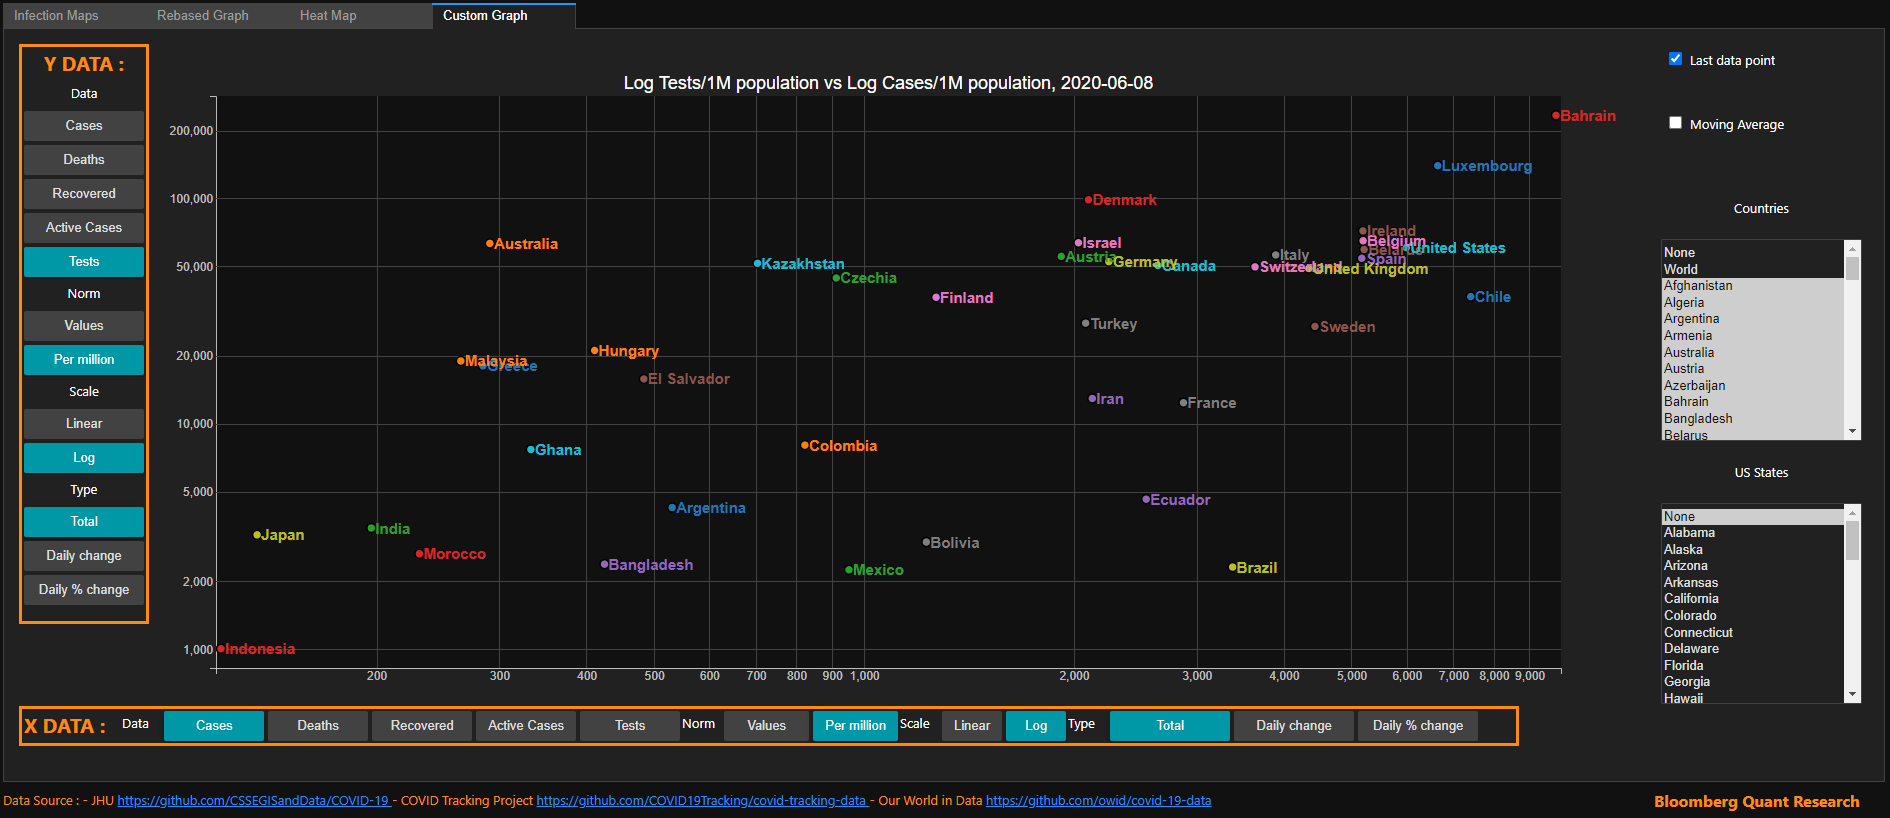 Infection Maps
Rebased Graph
Heat Map
Custom Graph
Y DATA :
Data
Cases
Deaths
Recovered
Active Cases
Tests
Norm
Values
Per million
Scale
Linear
Log
Type
Total
Daily change
Daily % change
Log Tests/1M population vs Log Cases/1M population, 2020-06-08
200,000
100,000
50,000
20,000
10,000
5,000
2,000
1,000
Bahrain
Luxembourg
Denmark
Ireland
Belgium
Belarus
United States
Australia
Israel
Austria
Germany
Canada
Italy
Spain
Switzerland
United Kingdom
Kazakhstan
Czechia
Finland
Chile
Turkey
Sweden
Hungary
Malaysia
Greece
El Salvador
Iran
France
Colombia
Ghana
Ecuador
Argentina
India
Japan
Bolivia
Morocco
Bangladesh
Mexico
Brazil
Indonesia
200 300 400 500 600 700 800 900 1,000 2,000 3,000 4,000 5,000 6,000 7,000 8,000 9,000
X DATA : Data Cases Deaths Recovered Active Cases Tests Norm Values Per million Scale Linear Log Type Total Daily change Daily % change
Last data point
Moving Average
Countries
None
World
Afghanistan
Algeria
Argentina
Armenia
Australia
Austria
Azerbaijan
Bahrain
Bangladesh
Belarus
US States
None
Alabama
Alaska
Arizona
Arkansas
California
Colorado
Connecticut
Delaware
Florida
Georgia
Hawaii
Data Source : - JHU https://github.com/CSSEGISandData/COVID-19 - COVID Tracking Project https://github.com/COVID19Tracking/covid-tracking-data - Our World in Data https://github.com/owid/covid-19-data
Bloomberg Quant Research